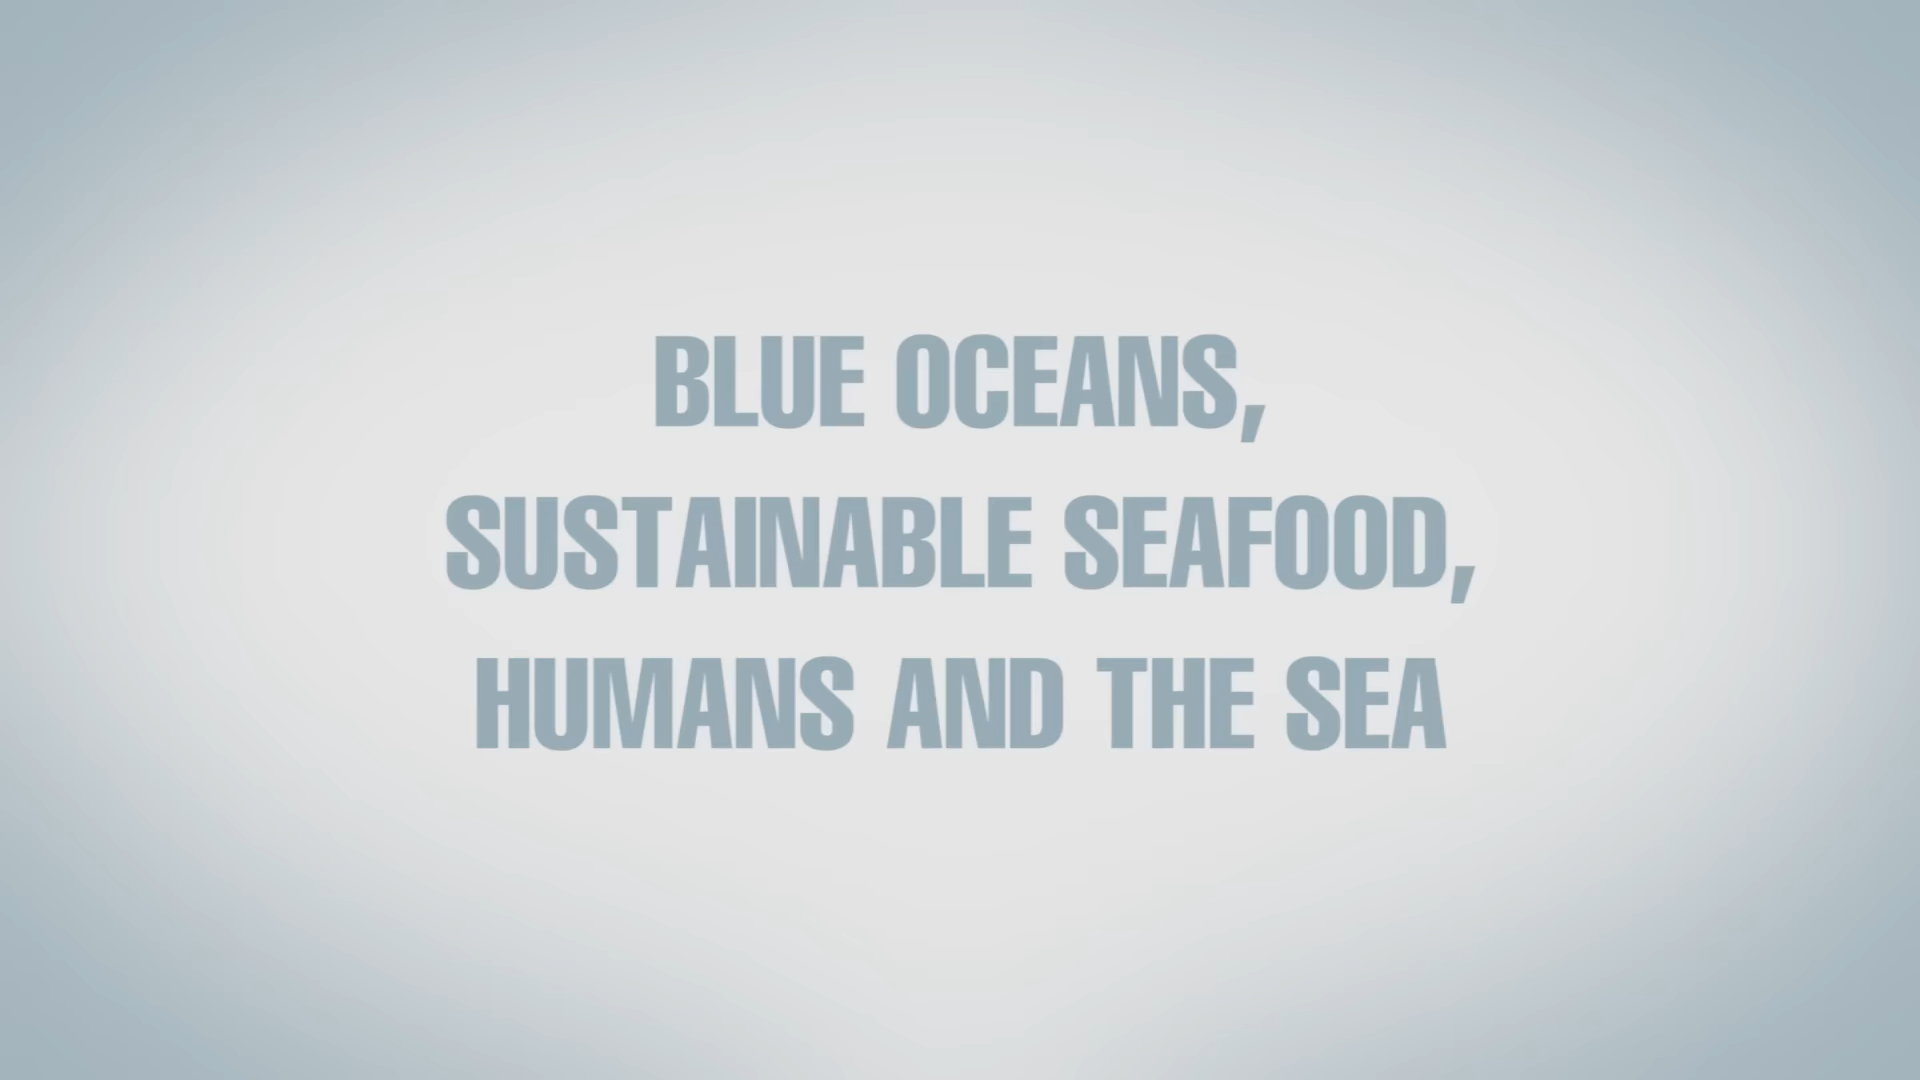 BLUE OCEANS,
SUSTAINABLE SEAFOOD,
HUMANS AND THE SEA